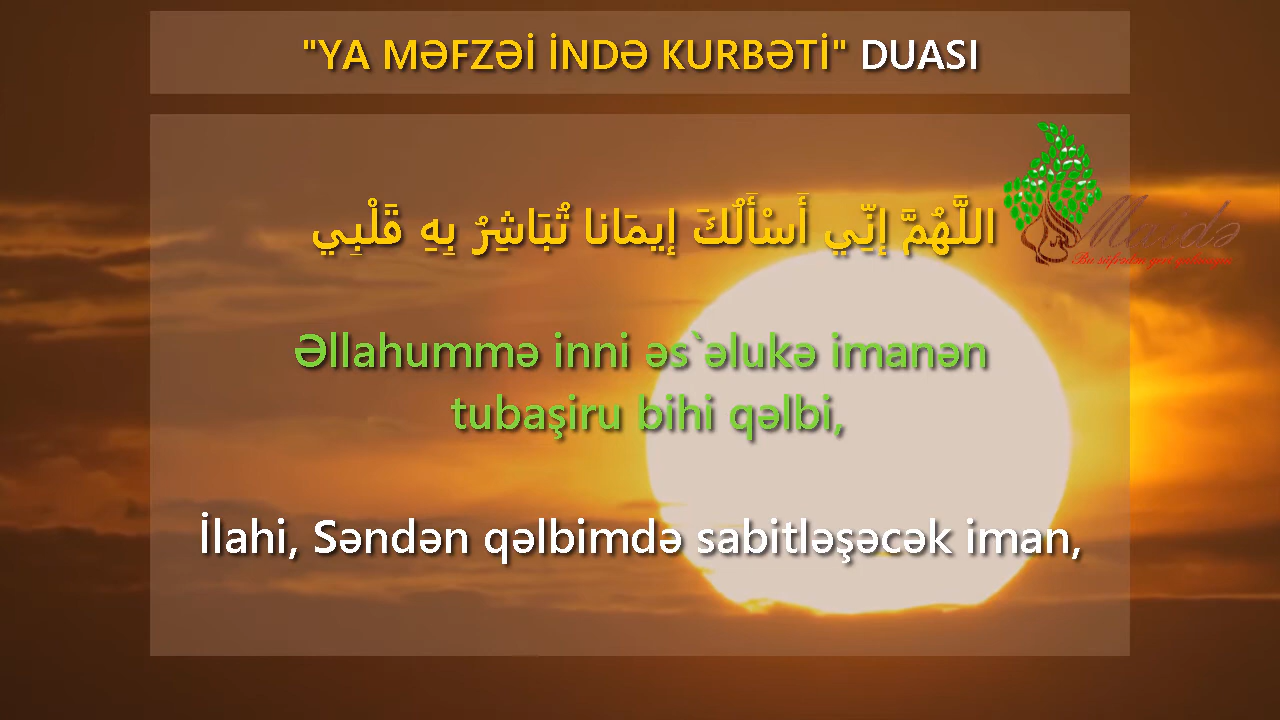 "YA MƏFZƏİ İNDƏ KURBƏTİ" DUASI
اللَّهُمَّ إِنِّي أَسْأَلُكَ إِيمَانا تُبَاشِرُ بِهِ قَلْبِي
Maidə
Əllahummə inni əs`əlukə imanən
tubaşiru bihi qəlbi,
İlahi, Səndən qəlbimdə sabitləşəcək iman,